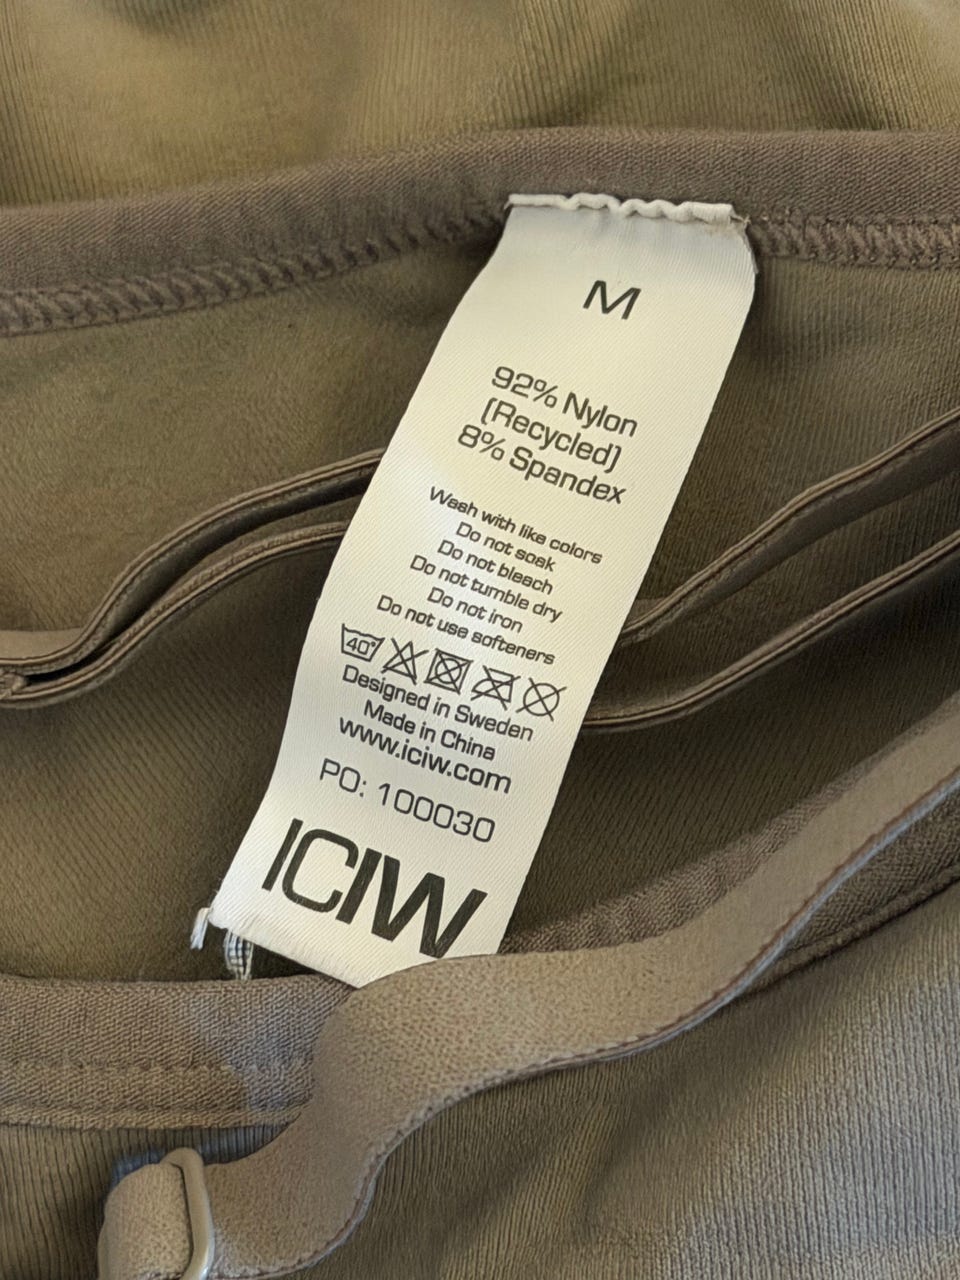 M
92% Nylon
(Recycled)
8% Spandex
Wash with like colors
Do not soak
Do not bleach
Do not tumble dry
Do not iron
Do not use softeners
40°
Designed in Sweden
Made in China
www.iciw.com
PO: 100030
ICIW